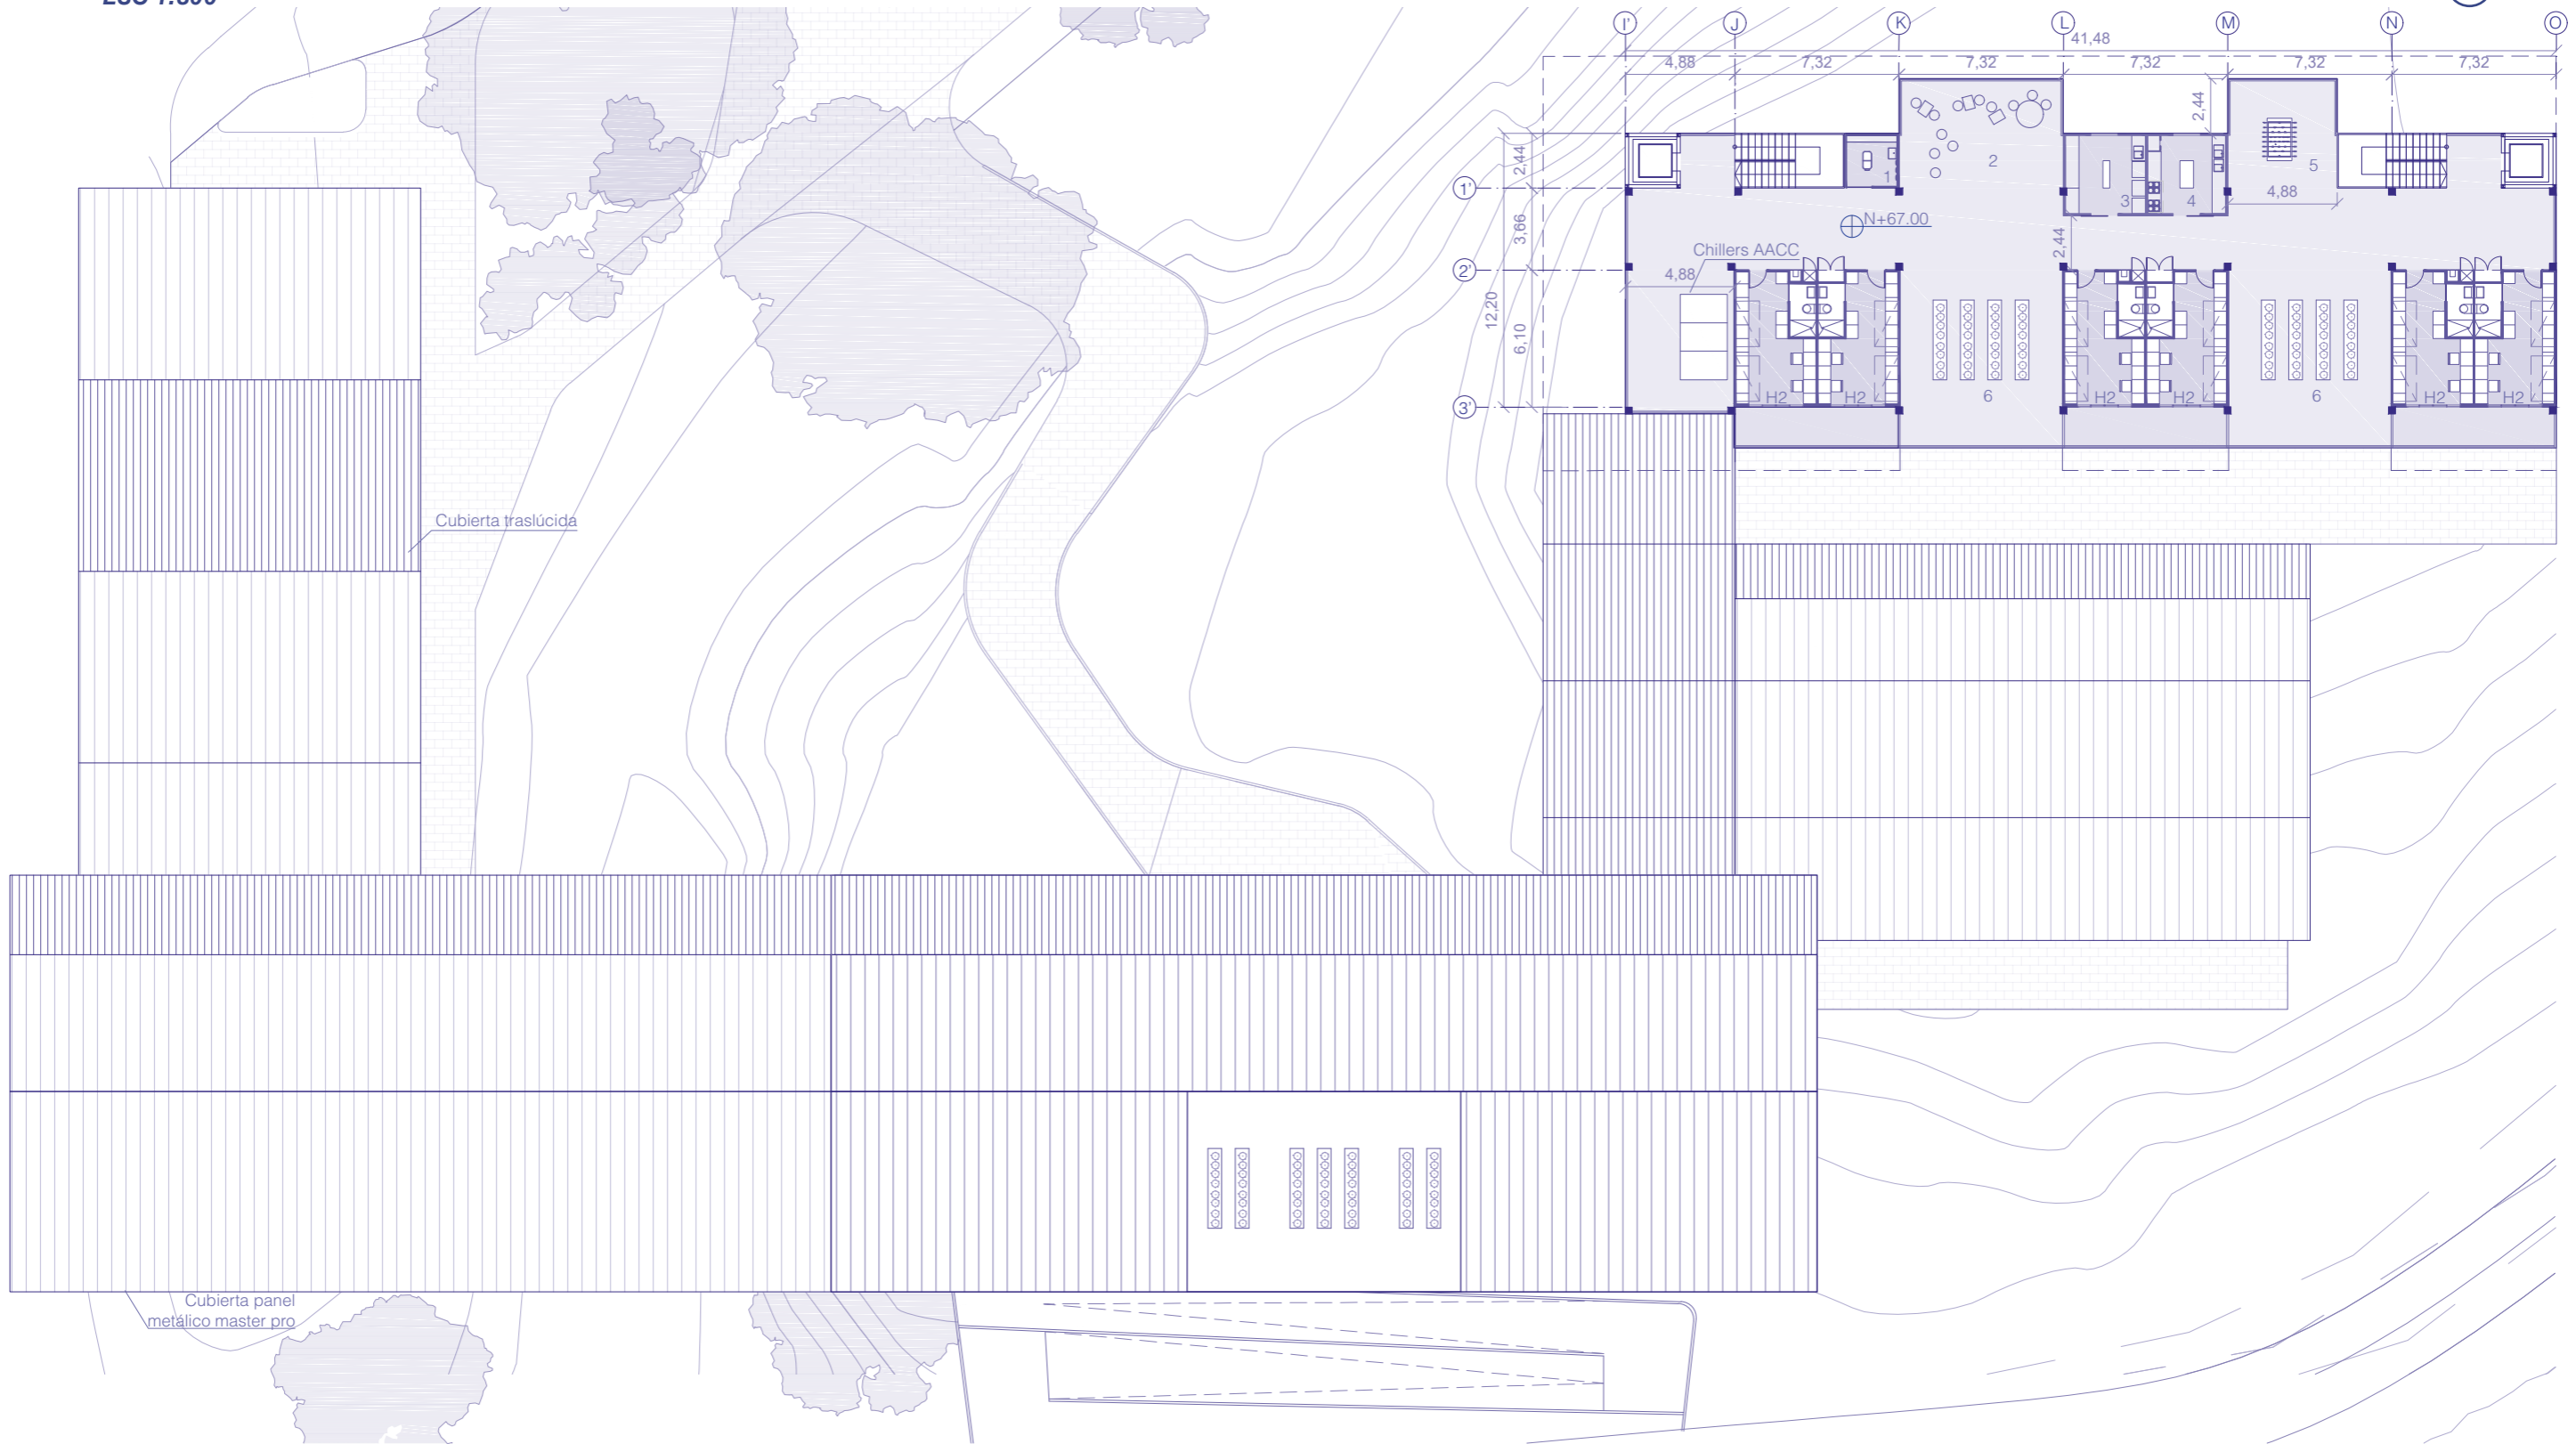 I' J K L M N O
41,48
4,88 7,32 7,32 7,32 7,32 7,32
2,44
2,44
1'
1 2 3 4 5
4,88
3,66
N+67.00
2,44
Chillers AACC
2'
4,88
12,20
6,10
H2 H2 6 H2 H2 6 H2 H2
3'
Cubierta traslúcida
Cubierta panel
metálico master pro